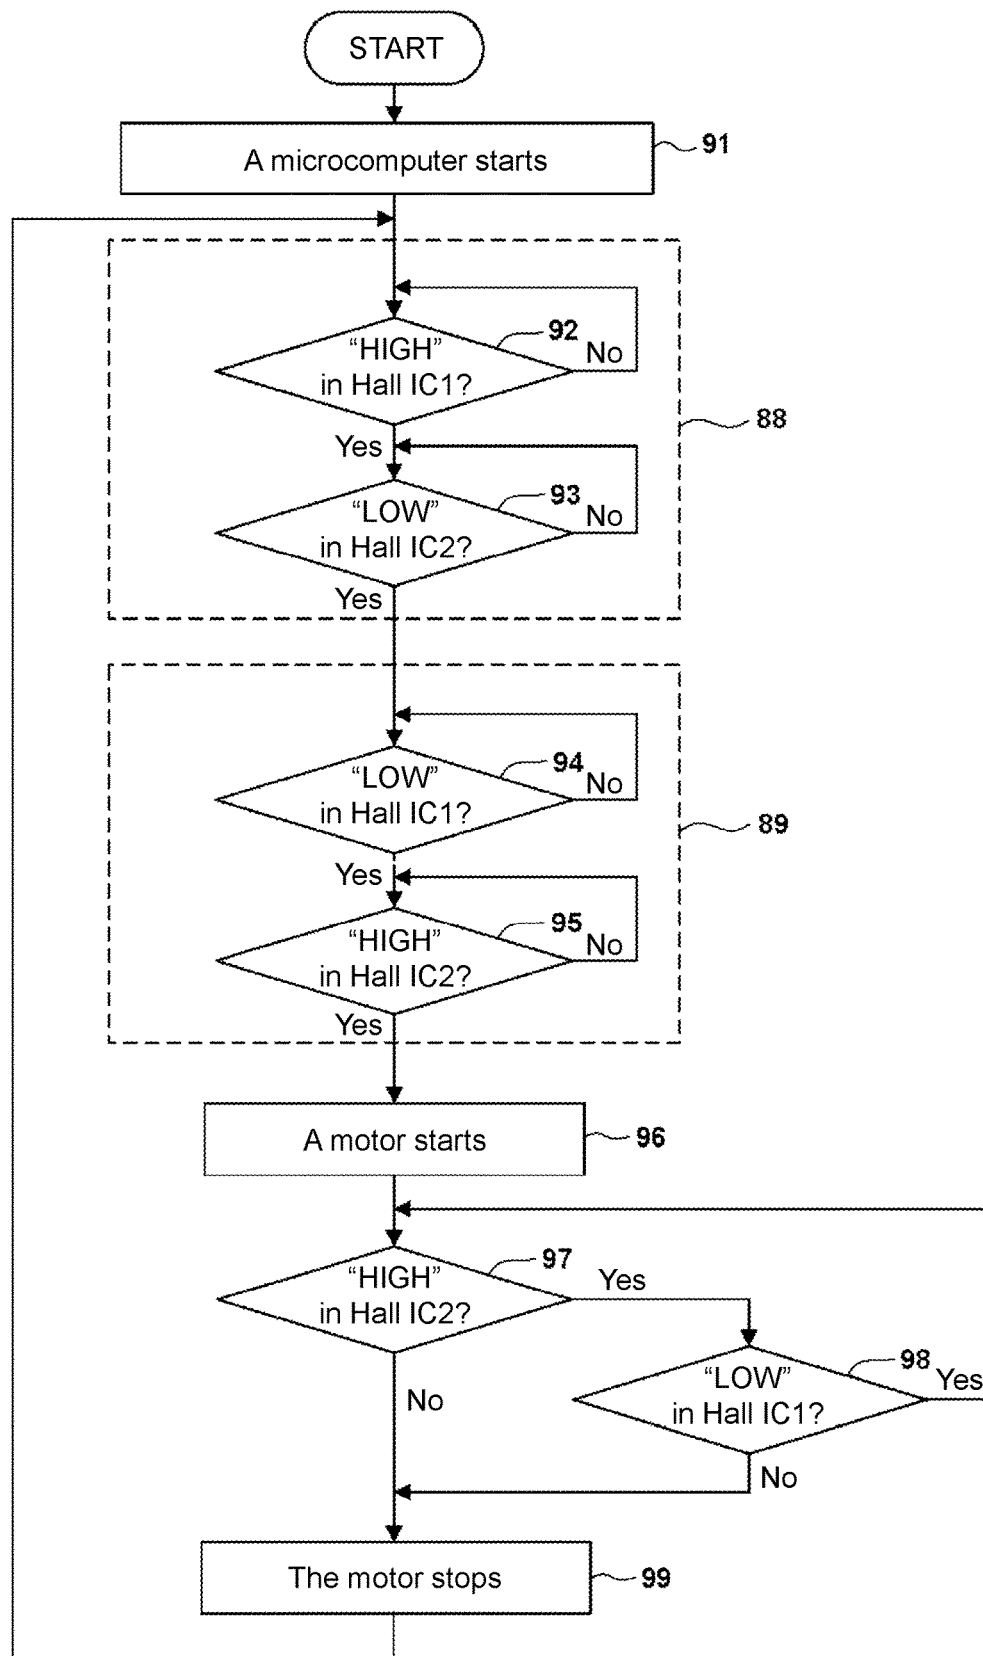 START
A microcomputer starts
91
“HIGH”
in Hall IC1?
92
No
Yes
88
“LOW”
in Hall IC2?
93
No
Yes
“LOW”
in Hall IC1?
94
No
Yes
89
“HIGH”
in Hall IC2?
95
No
Yes
A motor starts
96
“HIGH”
in Hall IC2?
97
Yes
No
“LOW”
in Hall IC1?
98
Yes
No
The motor stops
99